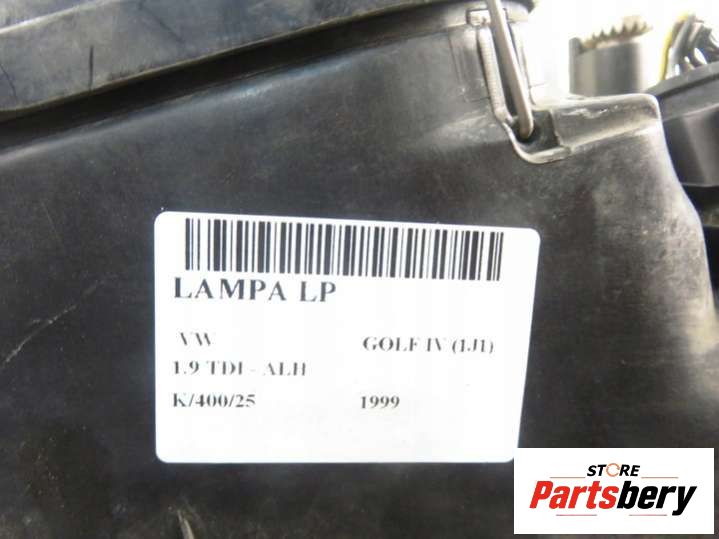 LAMPA LP
VW GOLF IV (1J1)
1.9 TDI - ALH
K/400/25 1999
STORE
Partsbery